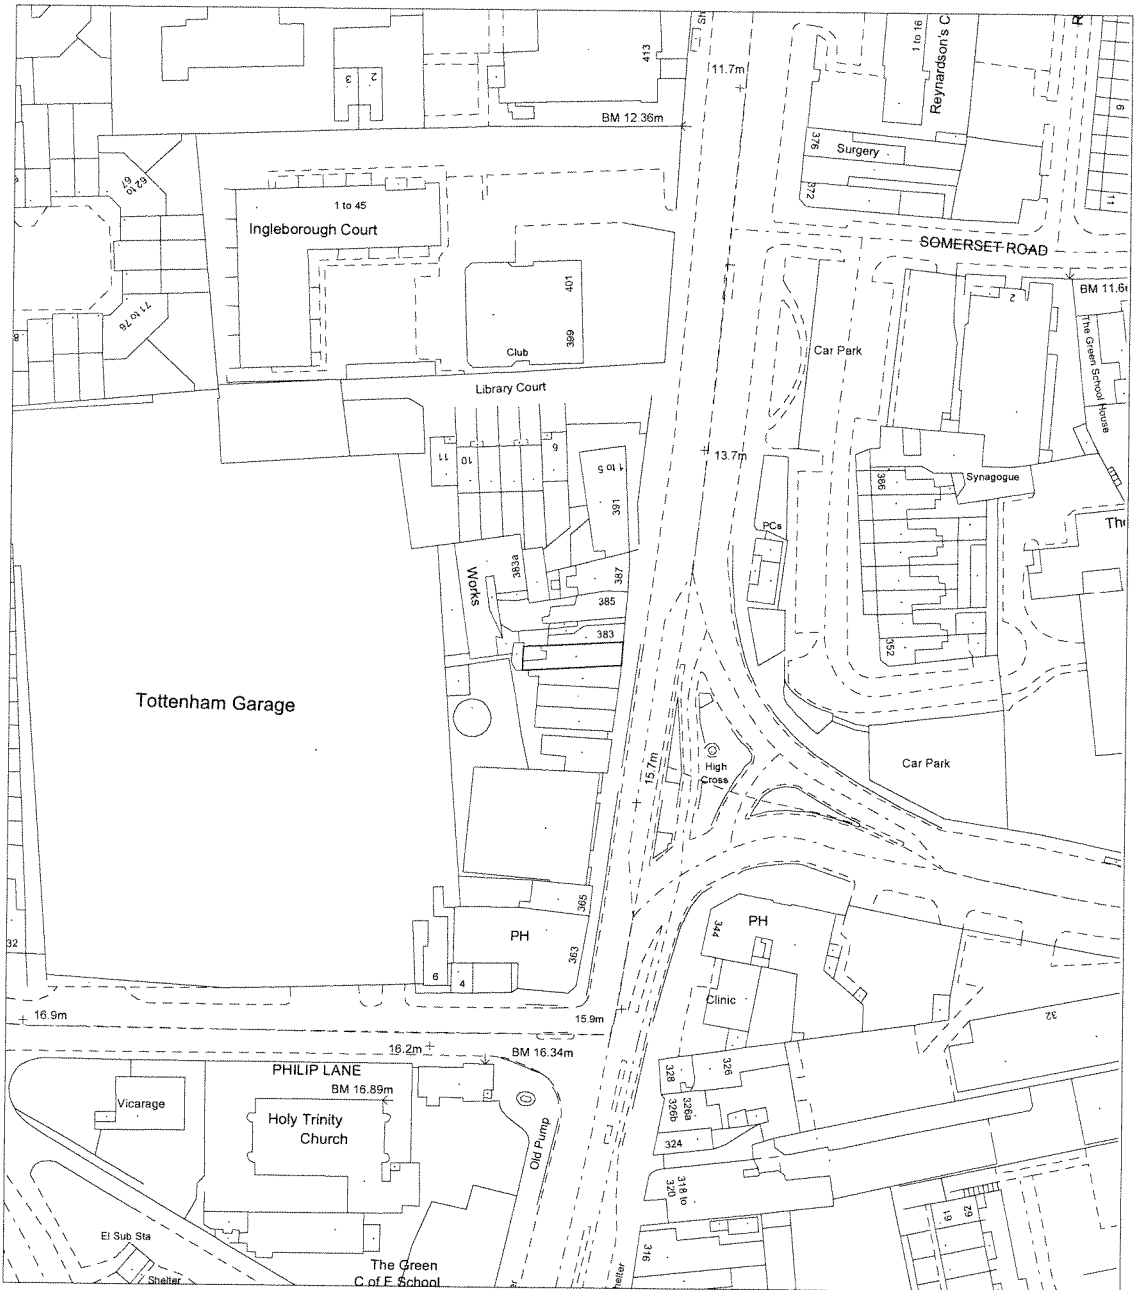 413
3
2
11.7m
1 to 16
Reynardson's C
R
6
11
BM 12.36m
376
Surgery
372
62 to
67
1 to 45
Ingleborough Court
SOMERSET ROAD
2
BM 11.6
401
399
Club
71 to 76
8
Car Park
The Green School House
Library Court
11
10
6
1 to 5
391
13.7m
366
Synagogue
PCs
The
Works
383a
387
385
383
352
Tottenham Garage
15.7m
High
Cross
Car Park
365
PH
363
344
PH
32
6
4
Clinic
16.9m
15.9m
32
16.2m
BM 16.34m
PHILIP LANE
BM 16.89m
328
326
326b
326a
Vicarage
Holy Trinity
Church
Old Pump
324
318 to
320
61
62
El Sub Sta
Shelter
The Green
C of E School
316